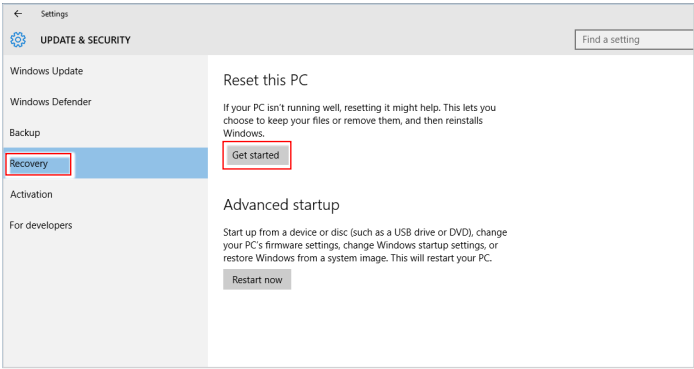 ← Settings
UPDATE & SECURITY
Find a setting
Windows Update
Windows Defender
Backup
Recovery
Activation
For developers
Reset this PC
If your PC isn't running well, resetting it might help. This lets you
choose to keep your files or remove them, and then reinstalls
Windows.
Get started
Advanced startup
Start up from a device or disc (such as a USB drive or DVD), change
your PC's firmware settings, change Windows startup settings, or
restore Windows from a system image. This will restart your PC.
Restart now